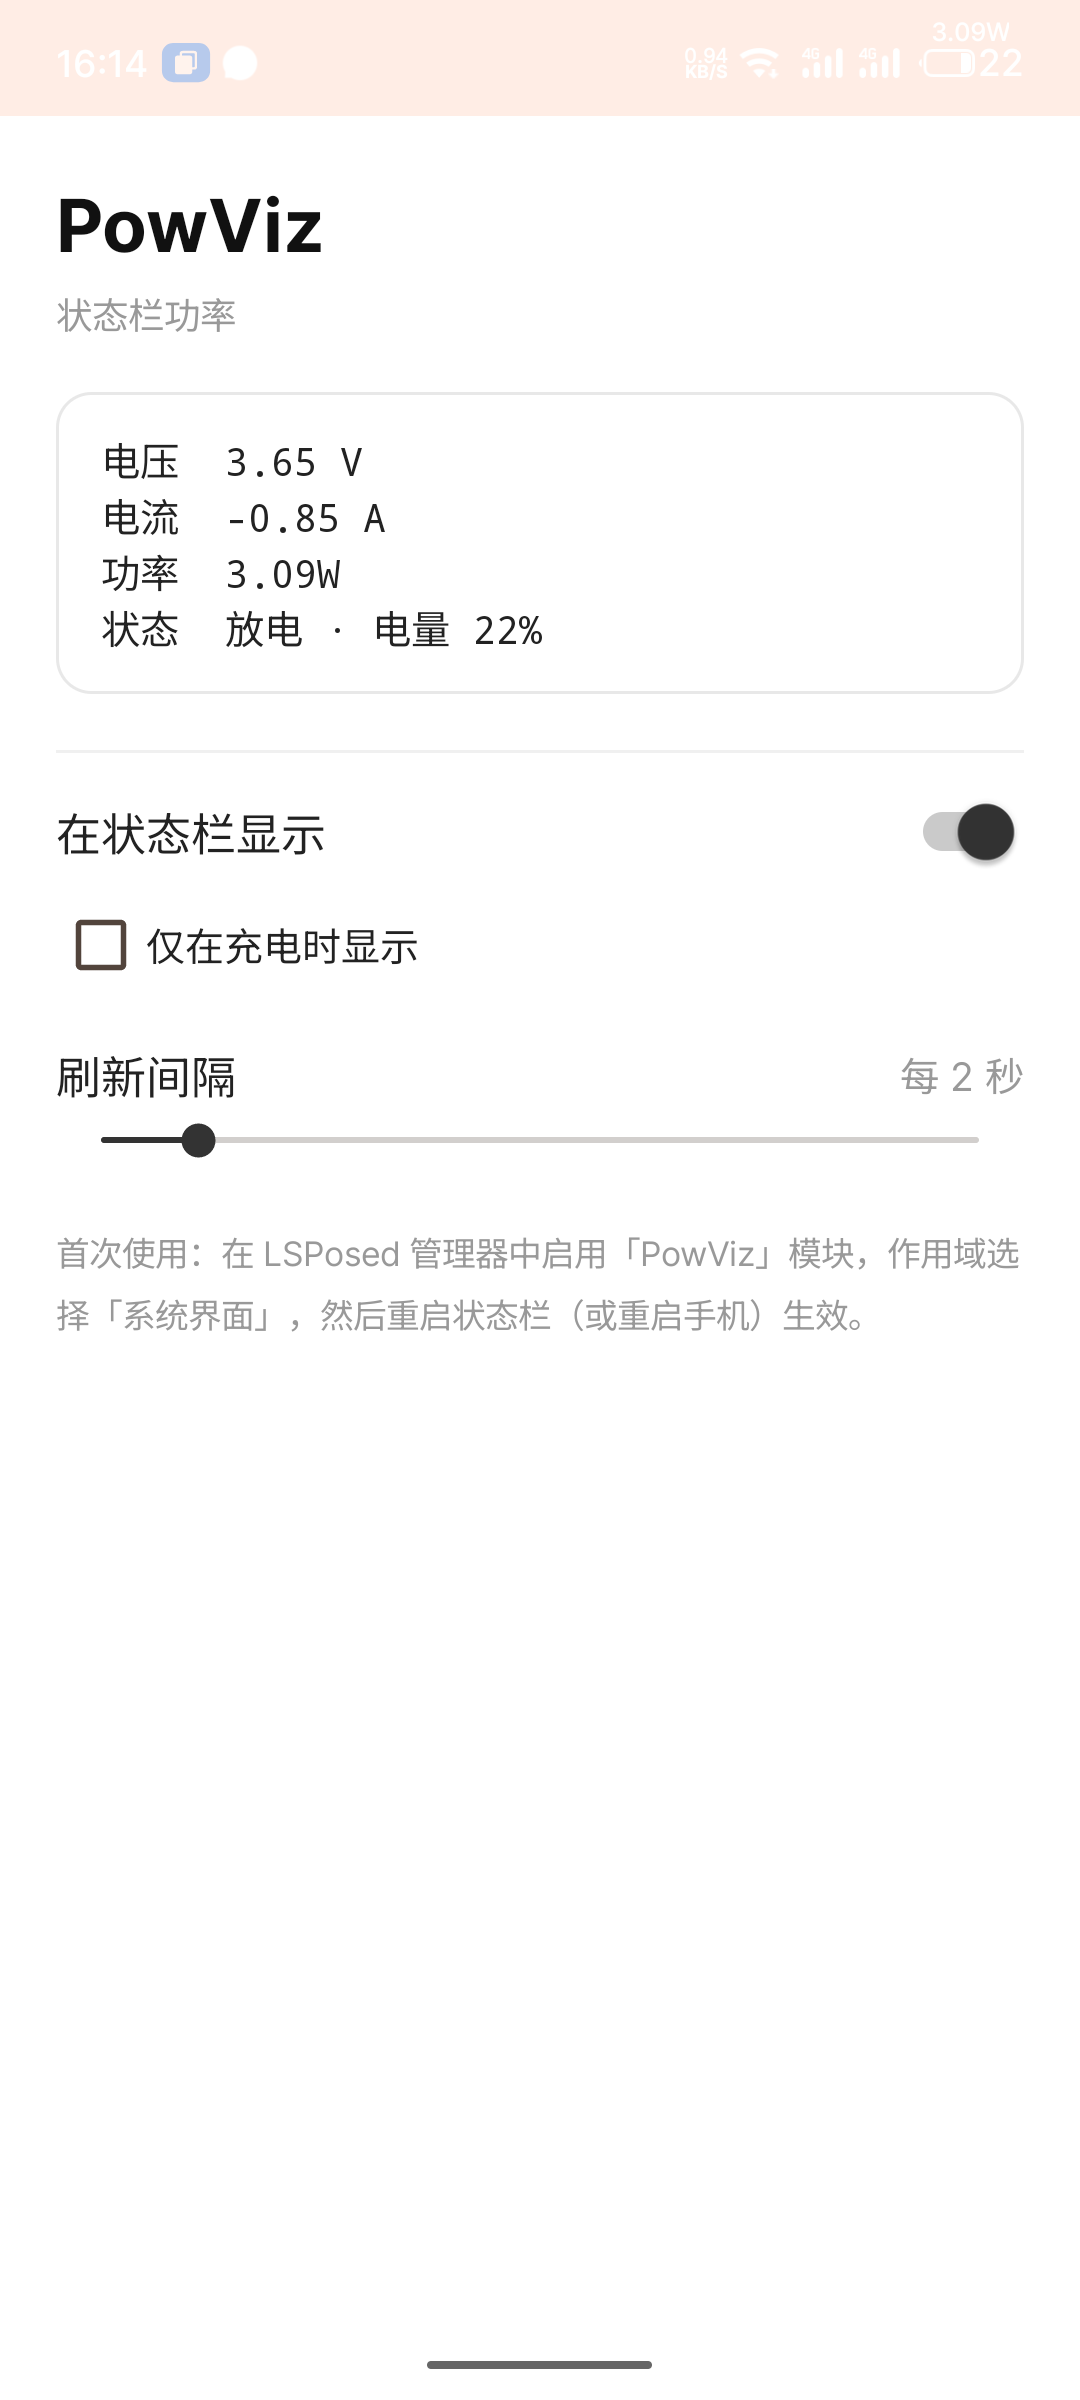 3.09W
16:14 0.94 KB/S 4G 4G 22
PowViz
状态栏功率
电压 3.65 V
电流 -0.85 A
功率 3.09W
状态 放电 · 电量 22%
在状态栏显示
仅在充电时显示
刷新间隔 每 2 秒
首次使用：在 LSPosed 管理器中启用「PowViz」模块，作用域选
择「系统界面」，然后重启状态栏（或重启手机）生效。